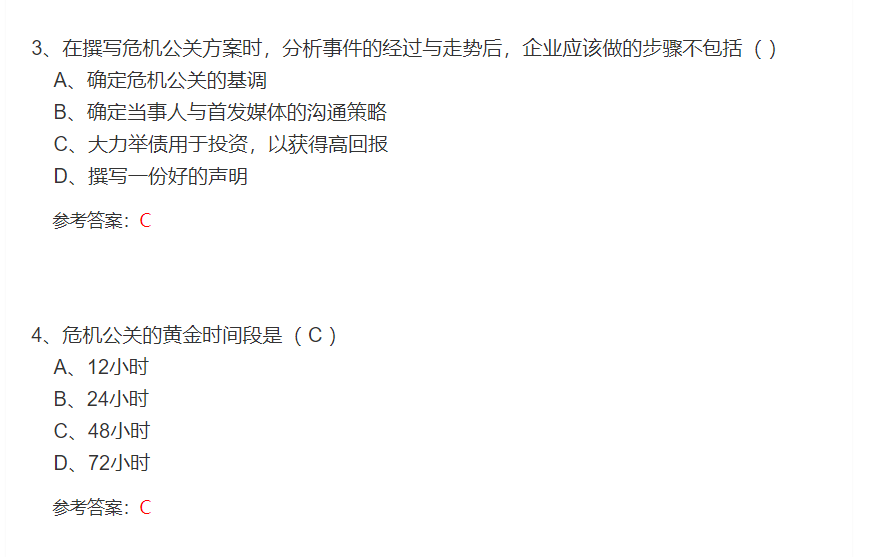 3、在撰写危机公关方案时，分析事件的经过与走势后，企业应该做的步骤不包括（ ）
A、确定危机公关的基调
B、确定当事人与首发媒体的沟通策略
C、大力举债用于投资，以获得高回报
D、撰写一份好的声明
参考答案：C
4、危机公关的黄金时间段是（ C ）
A、12小时
B、24小时
C、48小时
D、72小时
参考答案：C